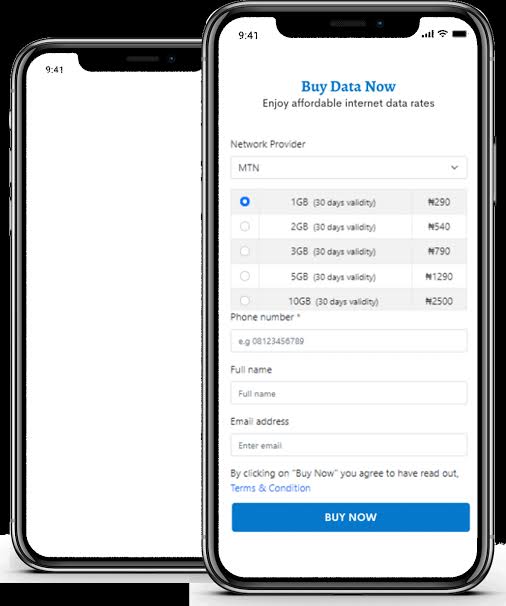 9:41
9:41
Buy Data Now
Enjoy affordable internet data rates
Network Provider
MTN
1GB (30 days validity) ₦290
2GB (30 days validity) ₦540
3GB (30 days validity) ₦790
5GB (30 days validity) ₦1290
10GB (30 days validity) ₦2500
Phone number *
e.g 08123456789
Full name
Full name
Email address
Enter email
By clicking on "Buy Now" you agree to have read out,
Terms & Condition
BUY NOW